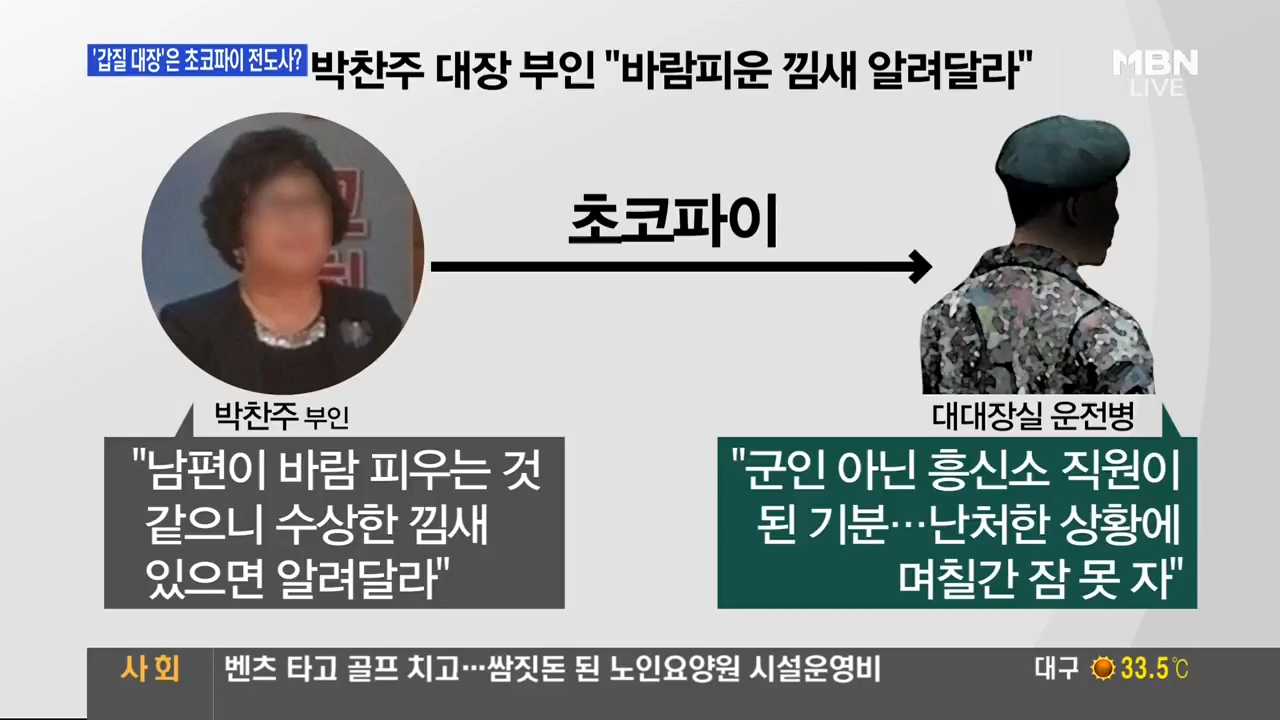 '갑질 대장'은 초코파이 전도사?
박찬주 대장 부인 "바람피운 낌새 알려달라"
MBN
LIVE
초코파이
박찬주 부인
"남편이 바람 피우는 것
같으니 수상한 낌새
있으면 알려달라"
대대장실 운전병
"군인 아닌 흥신소 직원이
된 기분…난처한 상황에
며칠간 잠 못 자"
사회
벤츠 타고 골프 치고…쌈짓돈 된 노인요양원 시설운영비
대구 33.5℃